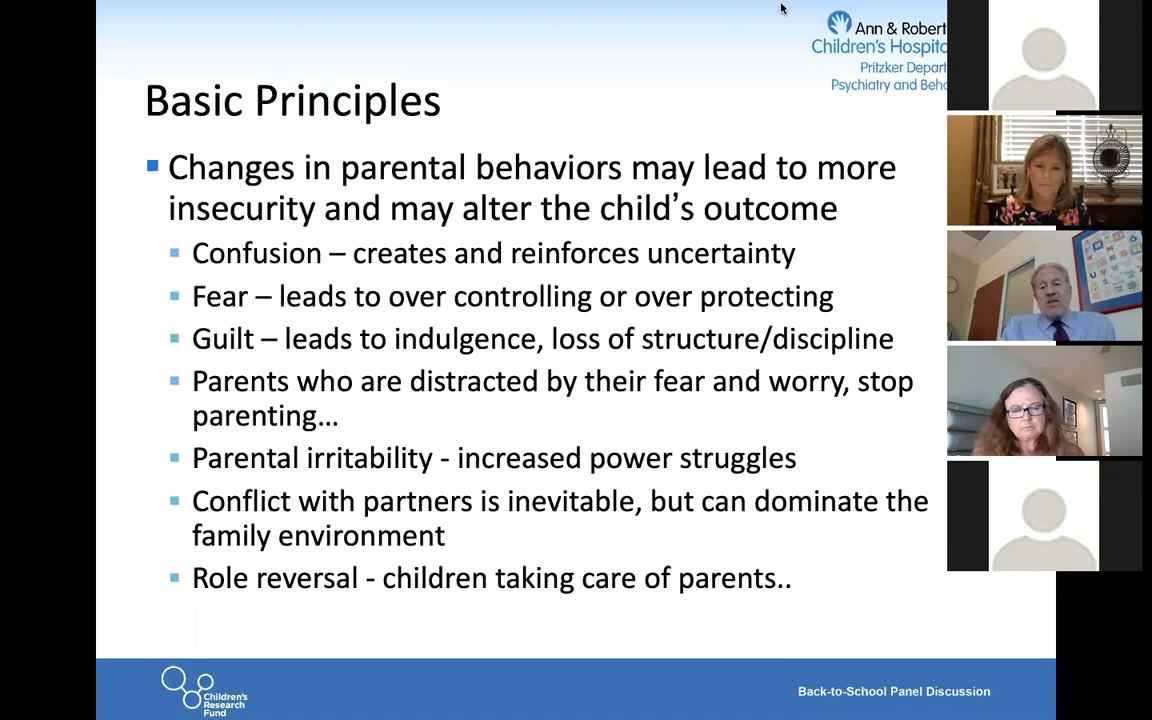 Ann & Robert
Children's Hospit
Pritzker Depart
Psychiatry and Beh
Basic Principles
Changes in parental behaviors may lead to more
insecurity and may alter the child's outcome
Confusion – creates and reinforces uncertainty
Fear – leads to over controlling or over protecting
Guilt – leads to indulgence, loss of structure/discipline
Parents who are distracted by their fear and worry, stop
parenting...
Parental irritability - increased power struggles
Conflict with partners is inevitable, but can dominate the
family environment
Role reversal - children taking care of parents..
Children's
Research
Fund
Back-to-School Panel Discussion